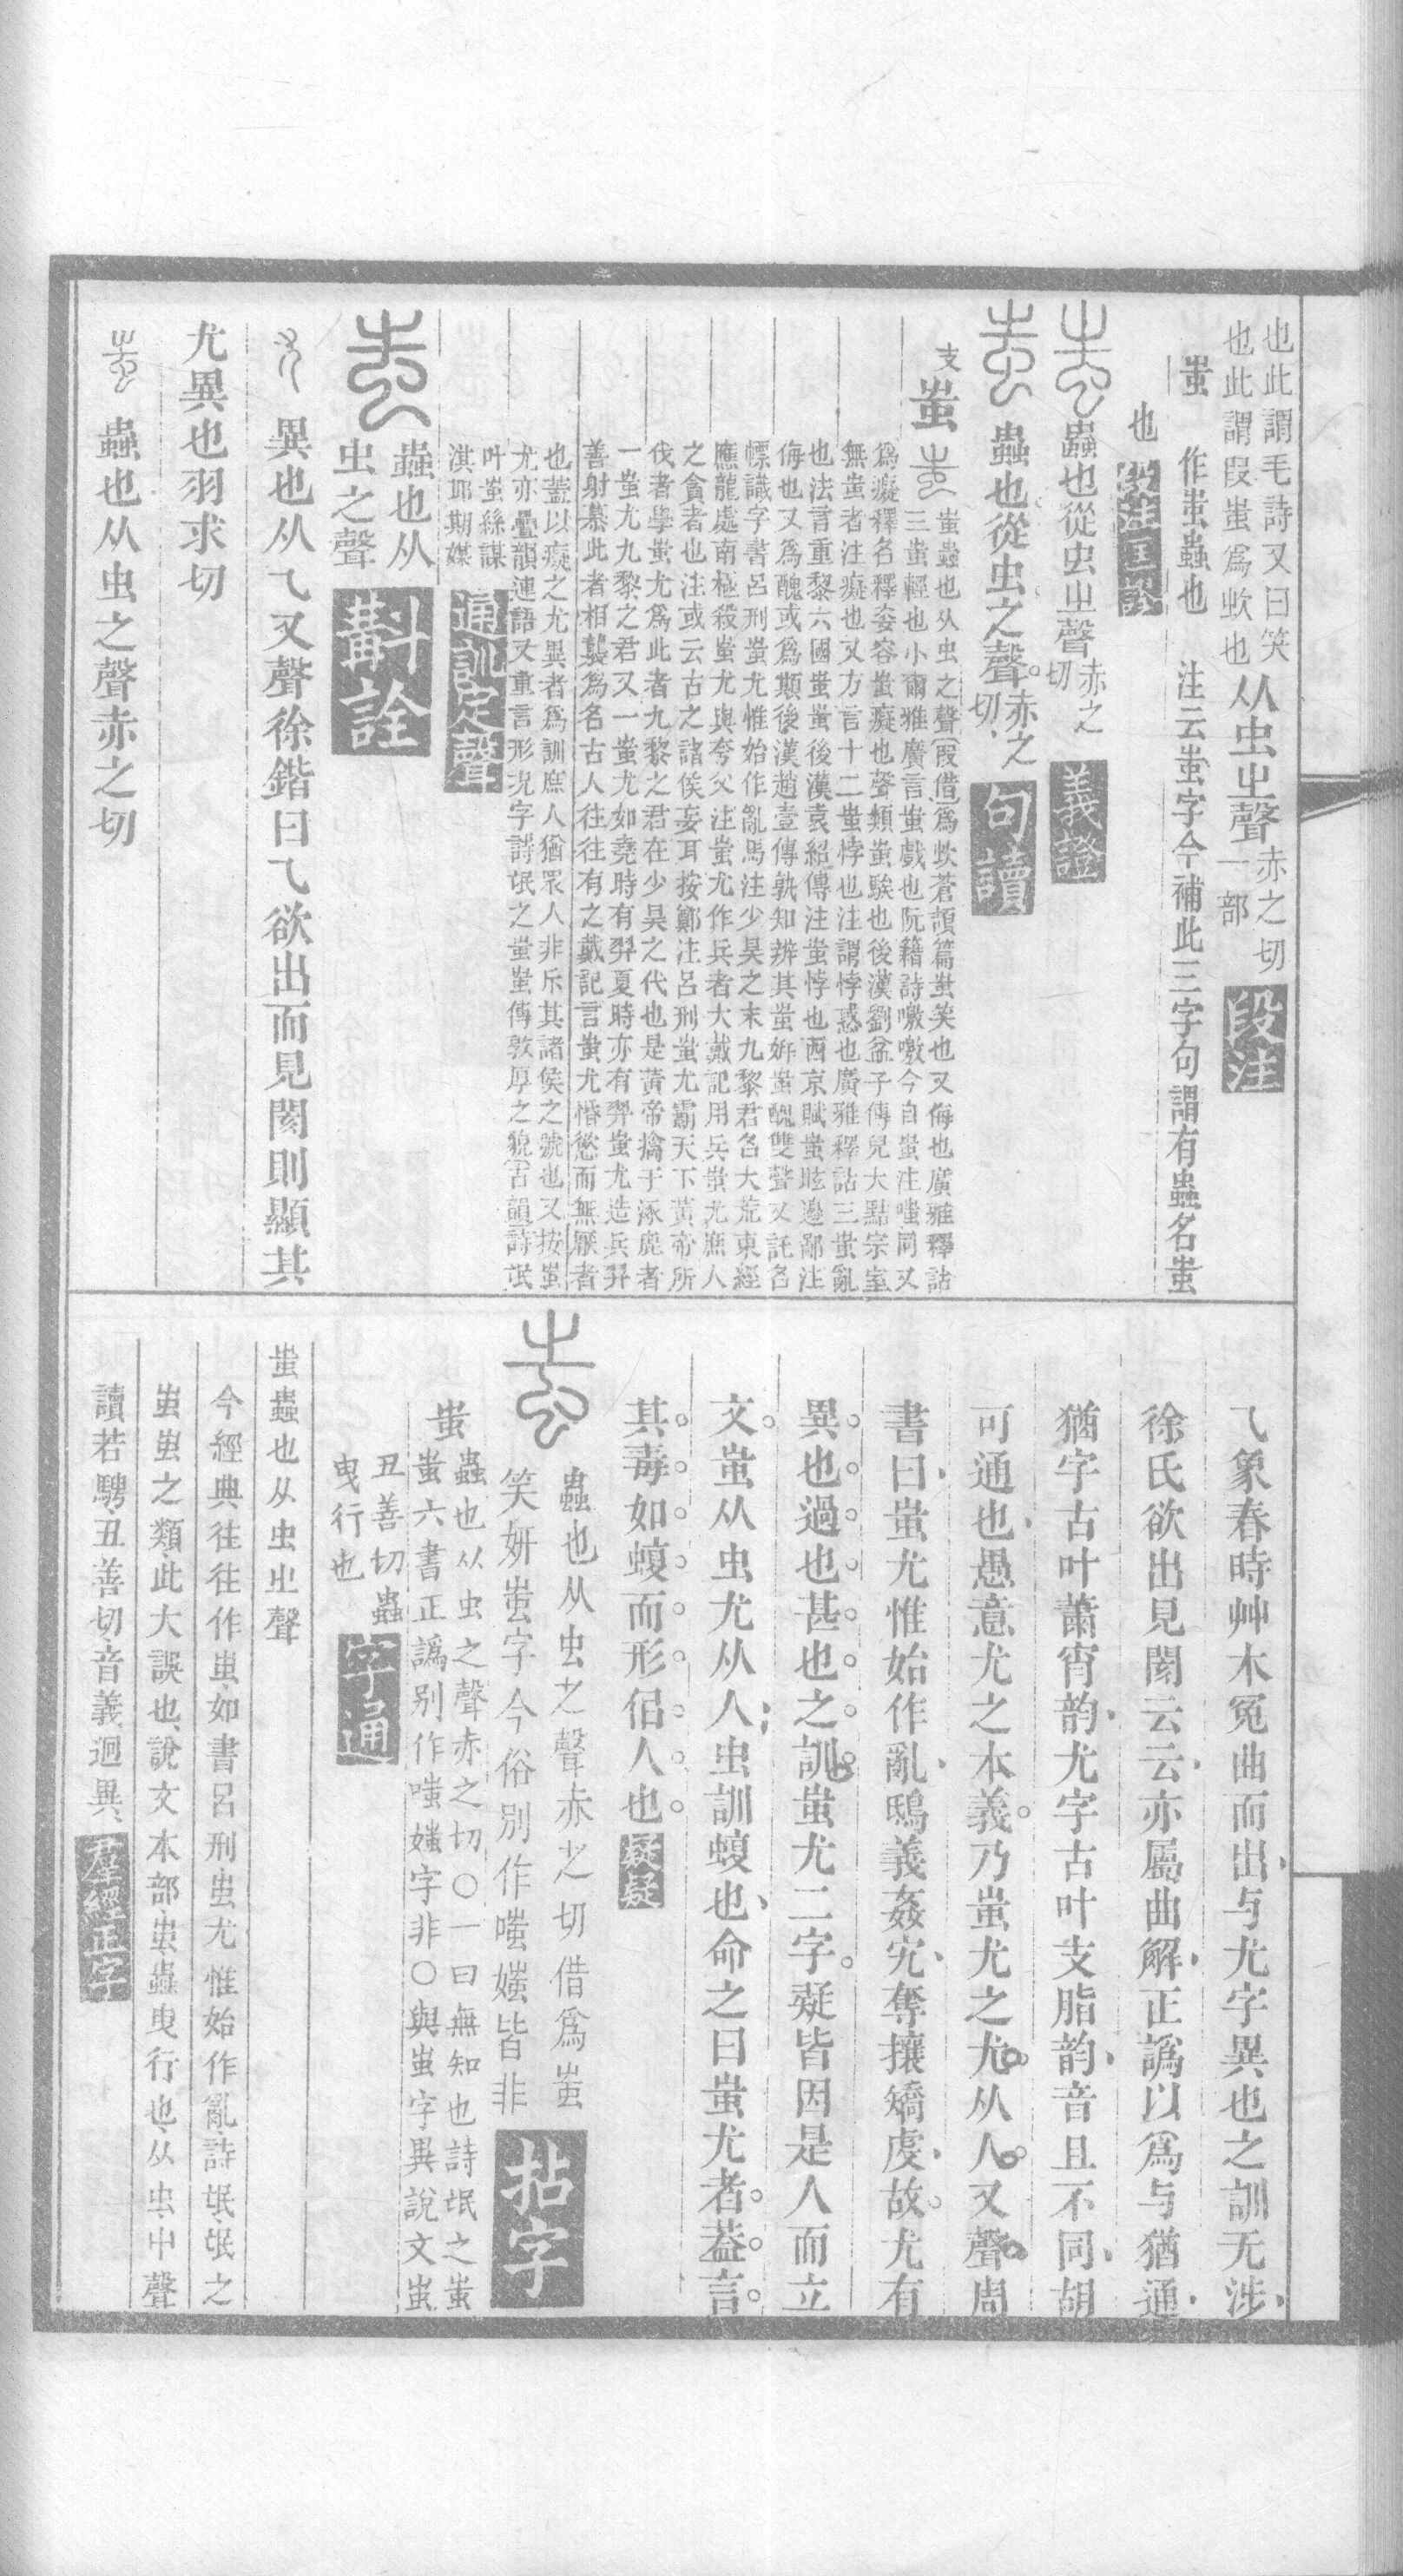 也此謂毛詩又曰笑
也此謂叚蚩爲蚩也从虫㞢聲赤之切一部 段注
蚩 作蚩蟲也 注云蚩字今補此三字句謂有蟲名蚩
也 段注匡謬
蟲也從虫㞢聲赤之切 義證
蟲也從虫之聲赤之切 句讀
支
蚩
蚩蟲也从虫之聲(叚借)爲蚩蒼頡篇蚩笑也又侮也廣雅釋詁
三蚩輕也小爾雅廣言蚩戲也阮籍詩噭噭今自蚩注嗤同又
爲癡釋名釋姿容蚩癡也聲類蚩騃也後漢劉盆子傳兒大黠宗室
無蚩者注癡也又方言十二蚩悖也注謂悖惑也廣雅釋詁三蚩亂
也法言重黎六國蚩蚩後漢袁紹傳注蚩悖也西京賦蚩眩邊鄙注
侮也又爲醜或爲顛後漢趙壹傳孰知辨其蚩妍蚩醜雙聲又託名
幖識字書呂刑蚩尤惟始作亂馬注少昊之末九黎君名大荒東經
應龍處南極殺蚩尤與夸父注蚩尤作兵者大戴記用兵蚩尤庶人
之貪者也注或云古之諸侯妄耳按鄭注呂刑蚩尤霸天下黃帝所
伐者學蚩尤爲此者九黎之君在少昊之代也是黃帝擒于涿鹿者
一蚩尤九黎之君又一蚩尤如堯時有羿夏時亦有羿蚩尤造兵羿
善射慕此者相襲爲名古人往往有之戴記言蚩尤惛慾而無厭者
也蓋以癡之尤異者爲訓庶人猶衆人非斥其諸侯之號也又按蚩
尤亦疊韻連語又重言形況字詩氓之蚩蚩傳敦厚之貌(古韻)詩氓
叶蚩絲謀
淇邱期媒 通訓定聲
蟲也从
虫之聲 斠詮
異也从乁又聲徐鍇曰乁欲出而見閡則顯其
尤異也羽求切
蟲也从虫之聲赤之切
乁象春時艸木冤曲而出与尤字異也之訓无涉
徐氏欲出見閡云云亦屬曲解正譌以爲与猶通
猶字古叶蕭宵韵尤字古叶支脂韵音且不同胡
可通也愚意尤之本義乃蚩尤之尤从人又聲周
書曰蚩尤惟始作亂鴟義姦宄奪攘矯虔故尤有
異也過也甚也之訓蚩尤二字疑皆因是人而立
文蚩从虫尤从人虫訓蝮也命之曰蚩尤者葢言
其毒如蝮而形侣人也 疑疑
蟲也从虫之聲赤之切借爲蚩
笑妍蚩字今俗別作嗤媸皆非 拈字
蚩
蟲也从虫之聲赤之切○一曰無知也詩氓之蚩
蚩六書正譌別作嗤媸字非○與蚩字異說文蚩
丑善切蟲
曳行也 字通
蚩蟲也从虫㞢聲
今經典往往作蚩如書呂刑蚩尤惟始作亂詩氓氓之
蚩蚩之類此大誤也說文本部蚩蟲曳行也从虫屮聲
讀若騁丑善切音義迥異 羣經正字